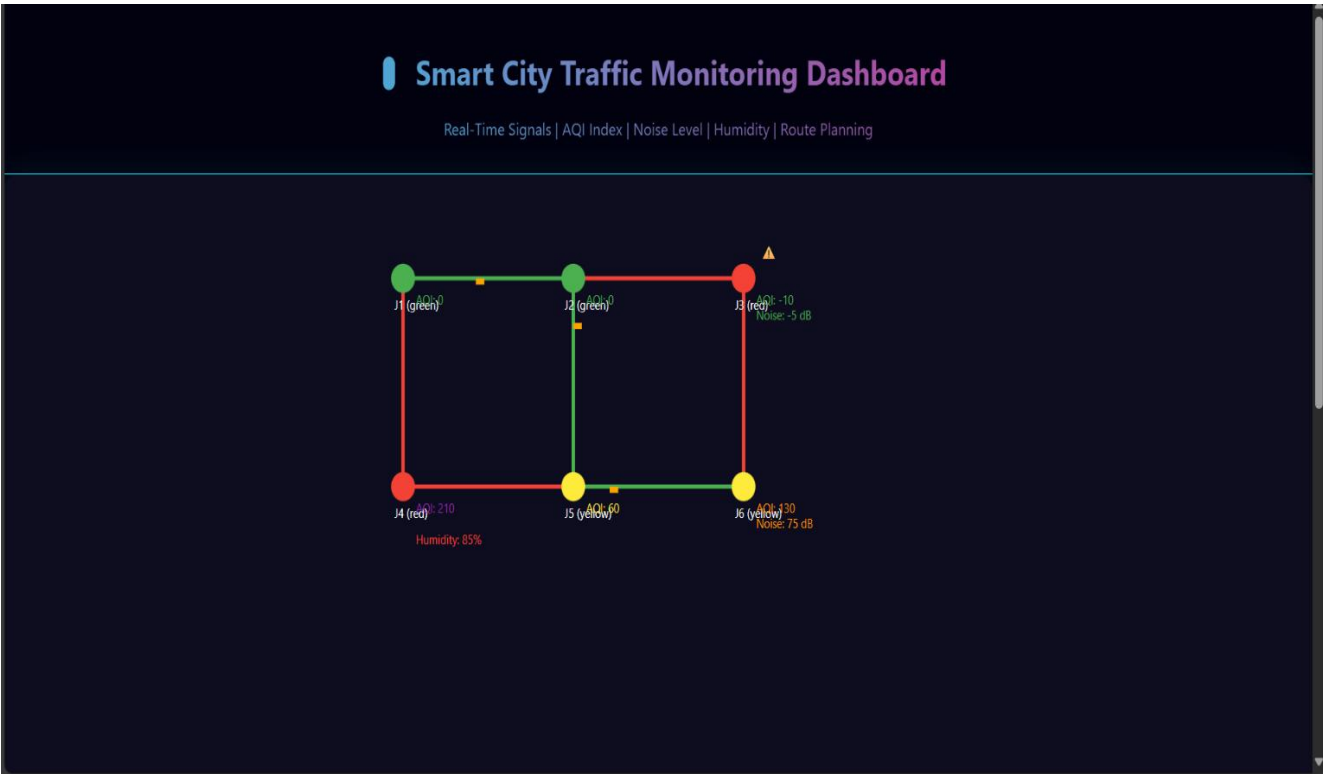 Smart City Traffic Monitoring Dashboard
Real-Time Signals | AQI Index | Noise Level | Humidity | Route Planning
AQI: 0
J1 (green)
AQI: 0
J2 (green)
AQI: -10
J3 (red)
Noise: -5 dB
AQI: 210
J4 (red)
Humidity: 85%
AQI: 60
J5 (yellow)
AQI: 130
J6 (yellow)
Noise: 75 dB